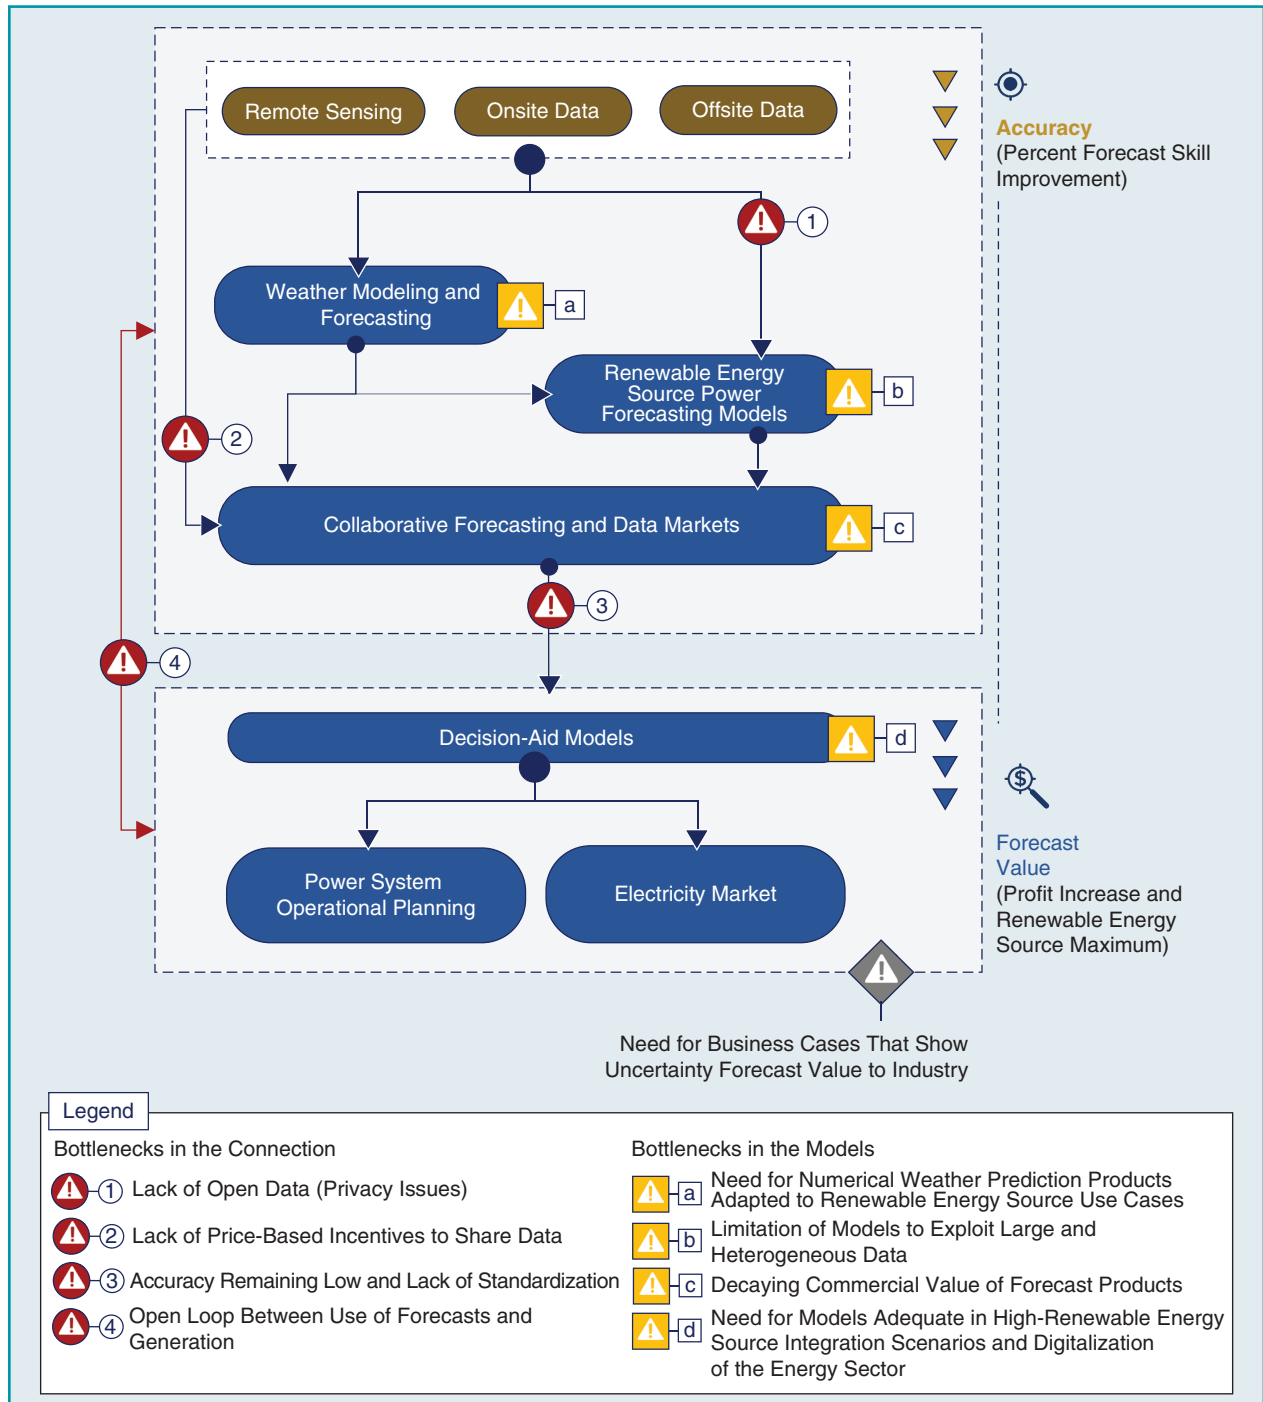 Remote Sensing
Onsite Data
Offsite Data
Accuracy
(Percent Forecast Skill
Improvement)
1
Weather Modeling and
Forecasting
a
Renewable Energy
Source Power
Forecasting Models
b
2
Collaborative Forecasting and Data Markets
c
3
4
Decision-Aid Models
d
$
Forecast
Value
(Profit Increase and
Renewable Energy
Source Maximum)
Power System
Operational Planning
Electricity Market
Need for Business Cases That Show
Uncertainty Forecast Value to Industry
Legend
Bottlenecks in the Connection
1 Lack of Open Data (Privacy Issues)
2 Lack of Price-Based Incentives to Share Data
3 Accuracy Remaining Low and Lack of Standardization
4 Open Loop Between Use of Forecasts and
Generation
Bottlenecks in the Models
a Need for Numerical Weather Prediction Products
Adapted to Renewable Energy Source Use Cases
b Limitation of Models to Exploit Large and
Heterogeneous Data
c Decaying Commercial Value of Forecast Products
d Need for Models Adequate in High-Renewable Energy
Source Integration Scenarios and Digitalization
of the Energy Sector